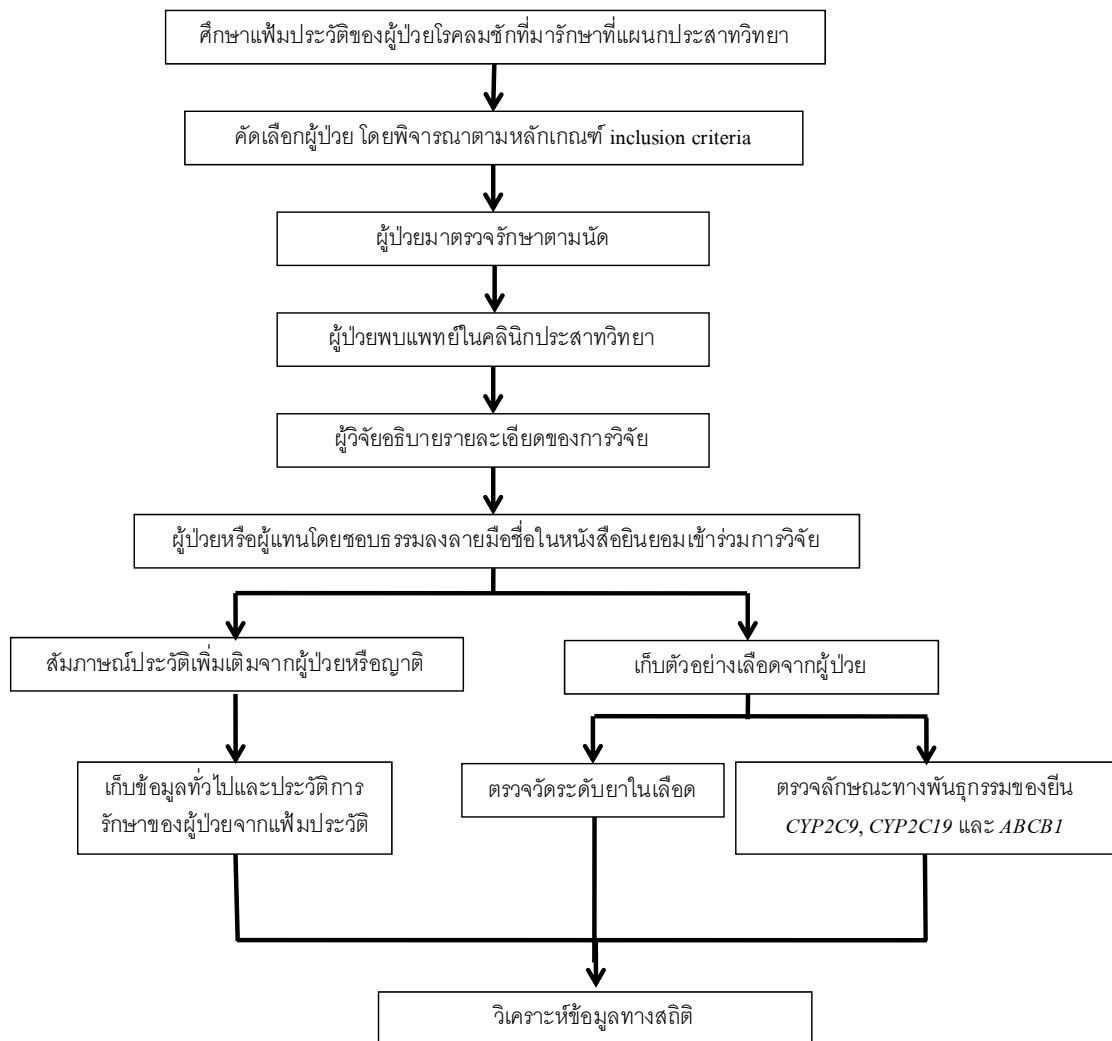 ศึกษาแฟ้มประวัติของผู้ป่วยโรคลมชักที่มารักษาที่แผนกประสาทวิทยา
คัดเลือกผู้ป่วย โดยพิจารณาตามหลักเกณฑ์ inclusion criteria
ผู้ป่วยมาตรวจรักษาตามนัด
ผู้ป่วยพบแพทย์ในคลินิกประสาทวิทยา
ผู้วิจัยอธิบายรายละเอียดของการวิจัย
ผู้ป่วยหรือผู้แทนโดยชอบธรรมลงลายมือชื่อในหนังสือยินยอมเข้าร่วมการวิจัย
สัมภาษณ์ประวัติเพิ่มเติมจากผู้ป่วยหรือญาติ
เก็บตัวอย่างเลือดจากผู้ป่วย
เก็บข้อมูลทั่วไปและประวัติการ
รักษาของผู้ป่วยจากแฟ้มประวัติ
ตรวจวัดระดับยาในเลือด
ตรวจลักษณะทางพันธุกรรมของยีน
CYP2C9, CYP2C19 และ ABCB1
วิเคราะห์ข้อมูลทางสถิติ